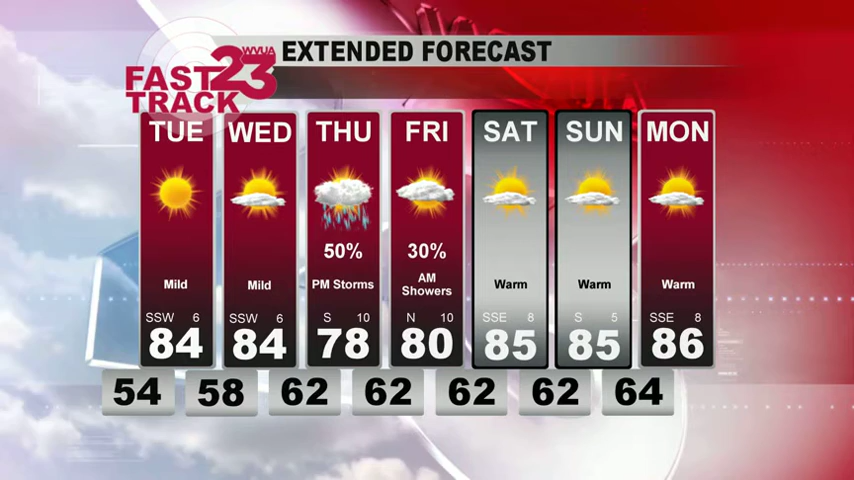 WVUA
23
FAST
TRACK
EXTENDED FORECAST
TUE WED THU FRI SAT SUN MON
50% 30%
Mild Mild PM Storms AM Showers Warm Warm Warm
SSW 6 SSW 6 S 10 N 10 SSE 8 S 5 SSE 8
84 84 78 80 85 85 86
54 58 62 62 62 62 64